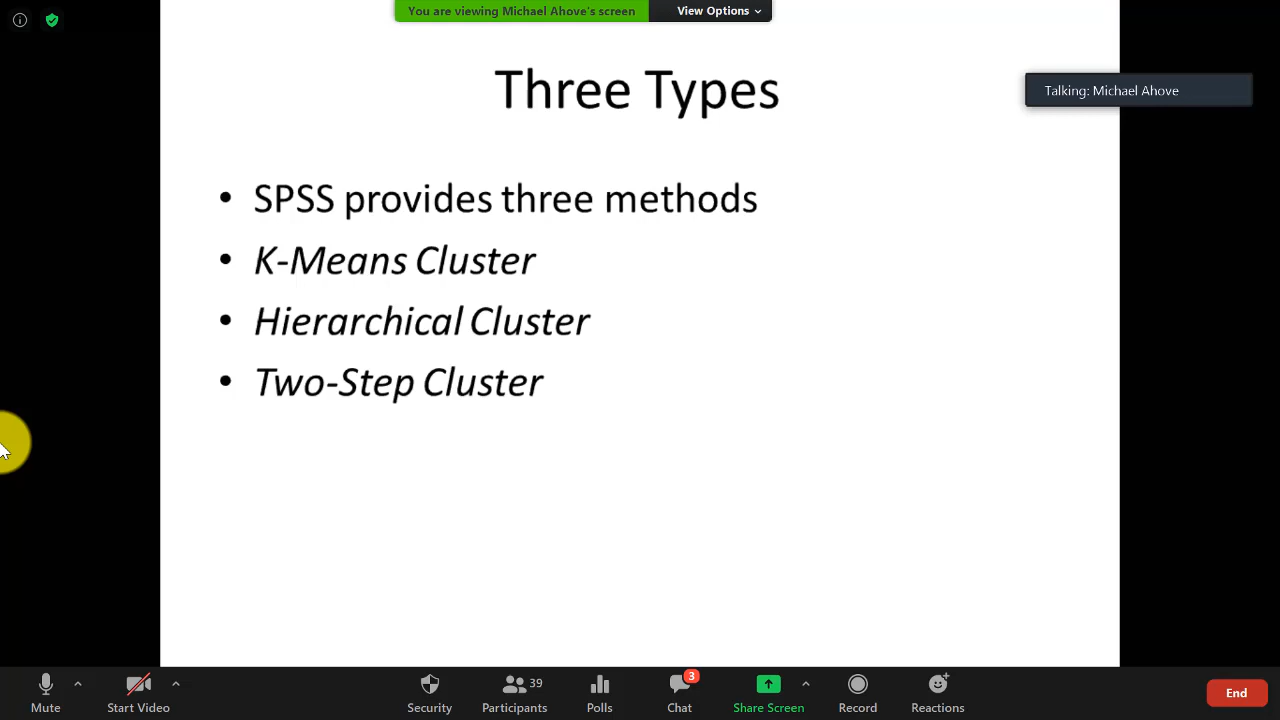 You are viewing Michael Ahove's screen
View Options
Three Types
Talking: Michael Ahove
• SPSS provides three methods
• K-Means Cluster
• Hierarchical Cluster
• Two-Step Cluster
39
3
Mute
Start Video
Security
Participants
Polls
Chat
Share Screen
Record
Reactions
End